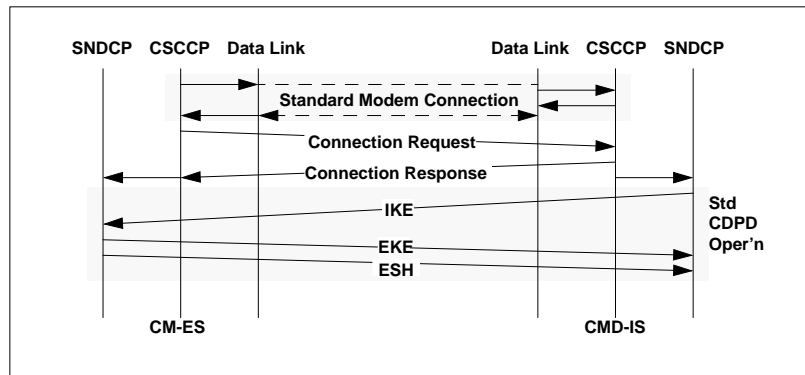 SNDCP CSCCP Data Link Data Link CSCCP SNDCP
Standard Modem Connection
Connection Request
Connection Response
IKE
Std
CDPD
Oper'n
EKE
ESH
CM-ES CMD-IS